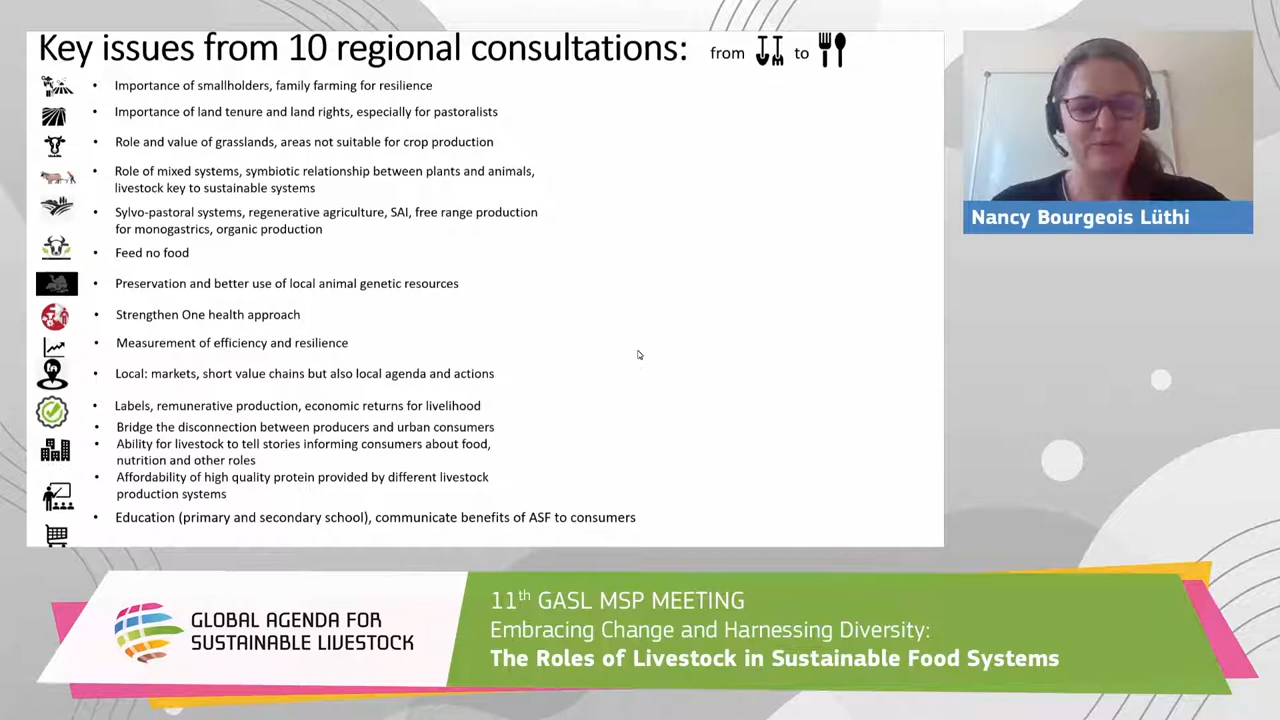 Key issues from 10 regional consultations: from to
• Importance of smallholders, family farming for resilience
• Importance of land tenure and land rights, especially for pastoralists
• Role and value of grasslands, areas not suitable for crop production
• Role of mixed systems, symbiotic relationship between plants and animals,
livestock key to sustainable systems
• Sylvo-pastoral systems, regenerative agriculture, SAI, free range production
for monogastrics, organic production
• Feed no food
• Preservation and better use of local animal genetic resources
• Strengthen One health approach
• Measurement of efficiency and resilience
• Local: markets, short value chains but also local agenda and actions
• Labels, remunerative production, economic returns for livelihood
• Bridge the disconnection between producers and urban consumers
• Ability for livestock to tell stories informing consumers about food,
nutrition and other roles
• Affordability of high quality protein provided by different livestock
production systems
• Education (primary and secondary school), communicate benefits of ASF to consumers
Nancy Bourgeois Lüthi
GLOBAL AGENDA FOR
SUSTAINABLE LIVESTOCK
11th GASL MSP MEETING
Embracing Change and Harnessing Diversity:
The Roles of Livestock in Sustainable Food Systems